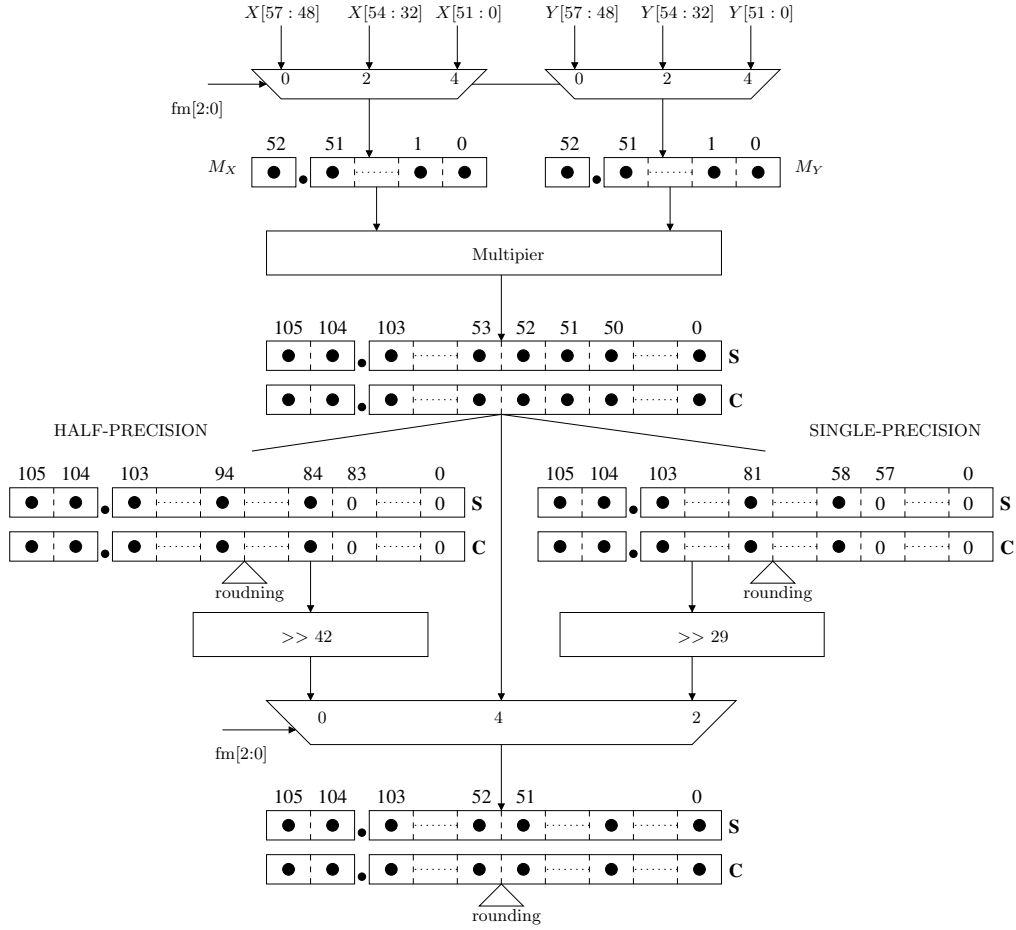 X[57 : 48] X[54 : 32] X[51 : 0] Y[57 : 48] Y[54 : 32] Y[51 : 0]
0 2 4 0 2 4
fm[2:0]
52 51 1 0 52 51 1 0
M_X M_Y
Multipier
105 104 103 53 52 51 50 0
S
C
HALF-PRECISION SINGLE-PRECISION
105 104 103 94 84 83 0 105 104 103 81 58 57 0
0 0 S 0 0 S
0 0 C 0 0 C
roudning rounding
>> 42 >> 29
0 4 2
fm[2:0]
105 104 103 52 51 0
S
C
rounding